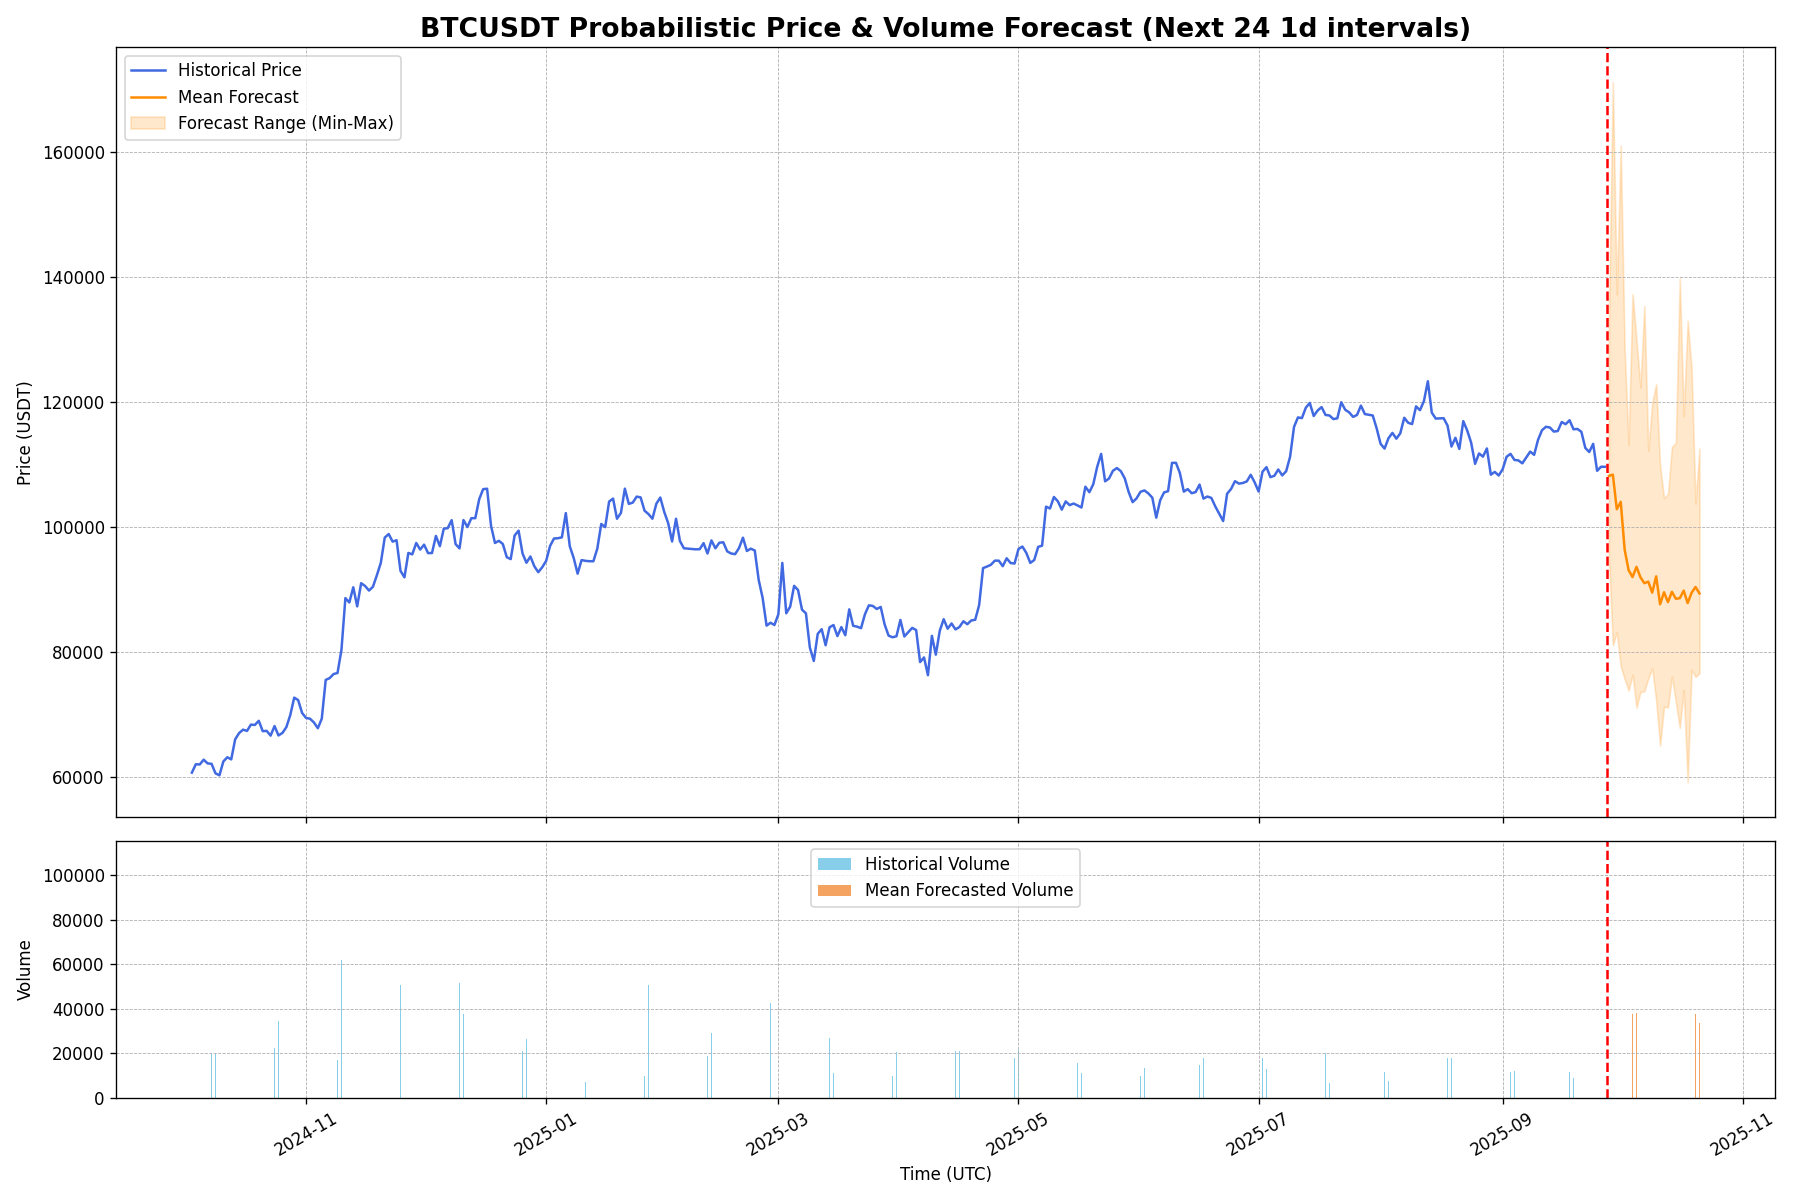 BTCUSDT Probabilistic Price & Volume Forecast (Next 24 1d intervals)
Historical Price
Mean Forecast
Forecast Range (Min-Max)
160000
140000
120000
100000
80000
60000
Price (USDT)
Historical Volume
Mean Forecasted Volume
100000
80000
60000
40000
20000
0
Volume
2024-11
2025-01
2025-03
2025-05
2025-07
2025-09
2025-11
Time (UTC)